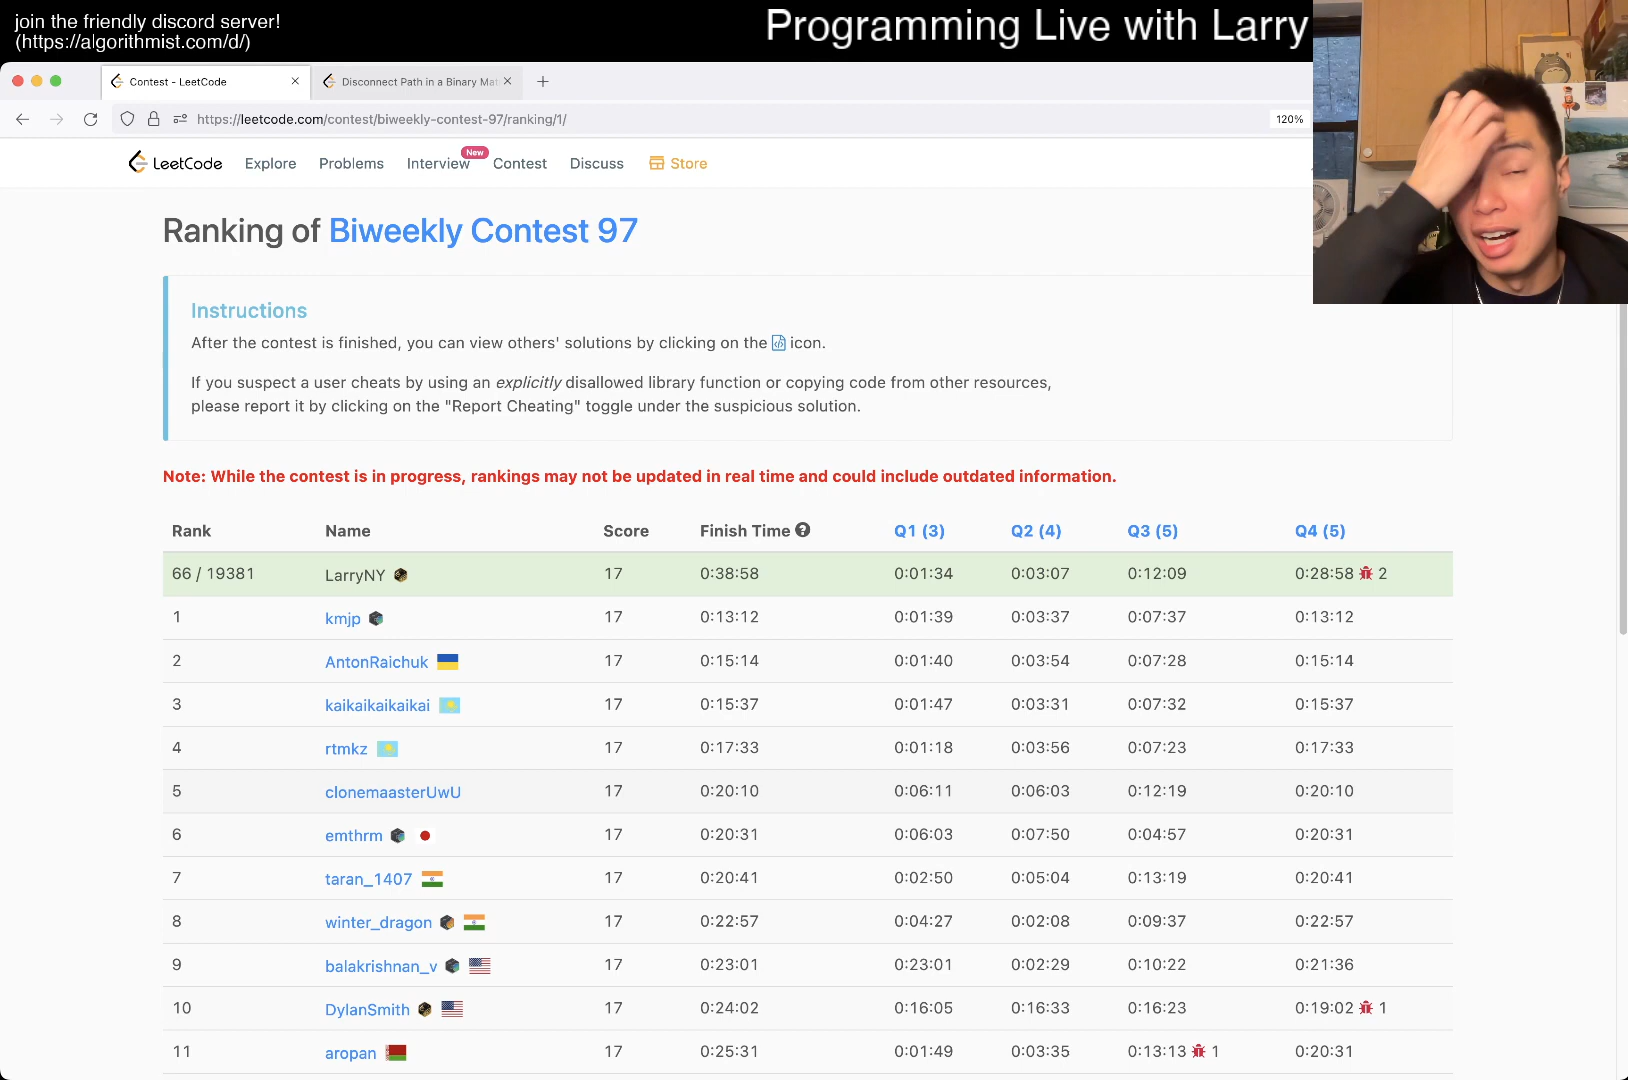 join the friendly discord server!
(https://algorithmist.com/d/)
Programming Live with Larry
Contest - LeetCode
Disconnect Path in a Binary Mat
https://leetcode.com/contest/biweekly-contest-97/ranking/1/
120%
LeetCode Explore Problems Interview New Contest Discuss Store
Ranking of Biweekly Contest 97
Instructions
After the contest is finished, you can view others' solutions by clicking on the icon.
If you suspect a user cheats by using an explicitly disallowed library function or copying code from other resources,
please report it by clicking on the "Report Cheating" toggle under the suspicious solution.
Note: While the contest is in progress, rankings may not be updated in real time and could include outdated information.
Rank Name Score Finish Time Q1 (3) Q2 (4) Q3 (5) Q4 (5)
66 / 19381 LarryNY 17 0:38:58 0:01:34 0:03:07 0:12:09 0:28:58 2
1 kmjp 17 0:13:12 0:01:39 0:03:37 0:07:37 0:13:12
2 AntonRaichuk 17 0:15:14 0:01:40 0:03:54 0:07:28 0:15:14
3 kaikaikaikaikai 17 0:15:37 0:01:47 0:03:31 0:07:32 0:15:37
4 rtmkz 17 0:17:33 0:01:18 0:03:56 0:07:23 0:17:33
5 clonemaasterUwU 17 0:20:10 0:06:11 0:06:03 0:12:19 0:20:10
6 emthrm 17 0:20:31 0:06:03 0:07:50 0:04:57 0:20:31
7 taran_1407 17 0:20:41 0:02:50 0:05:04 0:13:19 0:20:41
8 winter_dragon 17 0:22:57 0:04:27 0:02:08 0:09:37 0:22:57
9 balakrishnan_v 17 0:23:01 0:23:01 0:02:29 0:10:22 0:21:36
10 DylanSmith 17 0:24:02 0:16:05 0:16:33 0:16:23 0:19:02 1
11 aropan 17 0:25:31 0:01:49 0:03:35 0:13:13 1 0:20:31